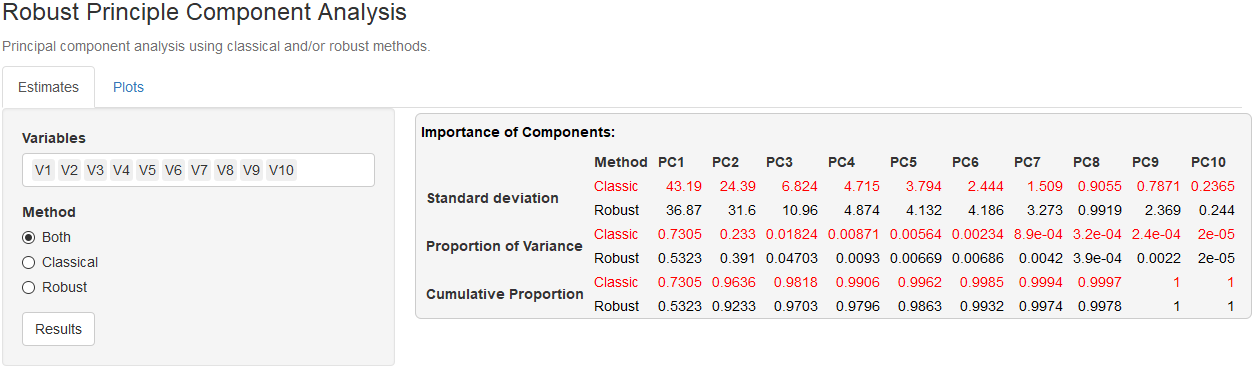 Robust Principle Component Analysis
Principal component analysis using classical and/or robust methods.
Estimates Plots
Variables
V1 V2 V3 V4 V5 V6 V7 V8 V9 V10
Method
Both
Classical
Robust
Results
Importance of Components:
Method PC1 PC2 PC3 PC4 PC5 PC6 PC7 PC8 PC9 PC10
Standard deviation
Classic 43.19 24.39 6.824 4.715 3.794 2.444 1.509 0.9055 0.7871 0.2365
Robust 36.87 31.6 10.96 4.874 4.132 4.186 3.273 0.9919 2.369 0.244
Proportion of Variance
Classic 0.7305 0.233 0.01824 0.00871 0.00564 0.00234 8.9e-04 3.2e-04 2.4e-04 2e-05
Robust 0.5323 0.391 0.04703 0.0093 0.00669 0.00686 0.0042 3.9e-04 0.0022 2e-05
Cumulative Proportion
Classic 0.7305 0.9636 0.9818 0.9906 0.9962 0.9985 0.9994 0.9997 1 1
Robust 0.5323 0.9233 0.9703 0.9796 0.9863 0.9932 0.9974 0.9978 1 1